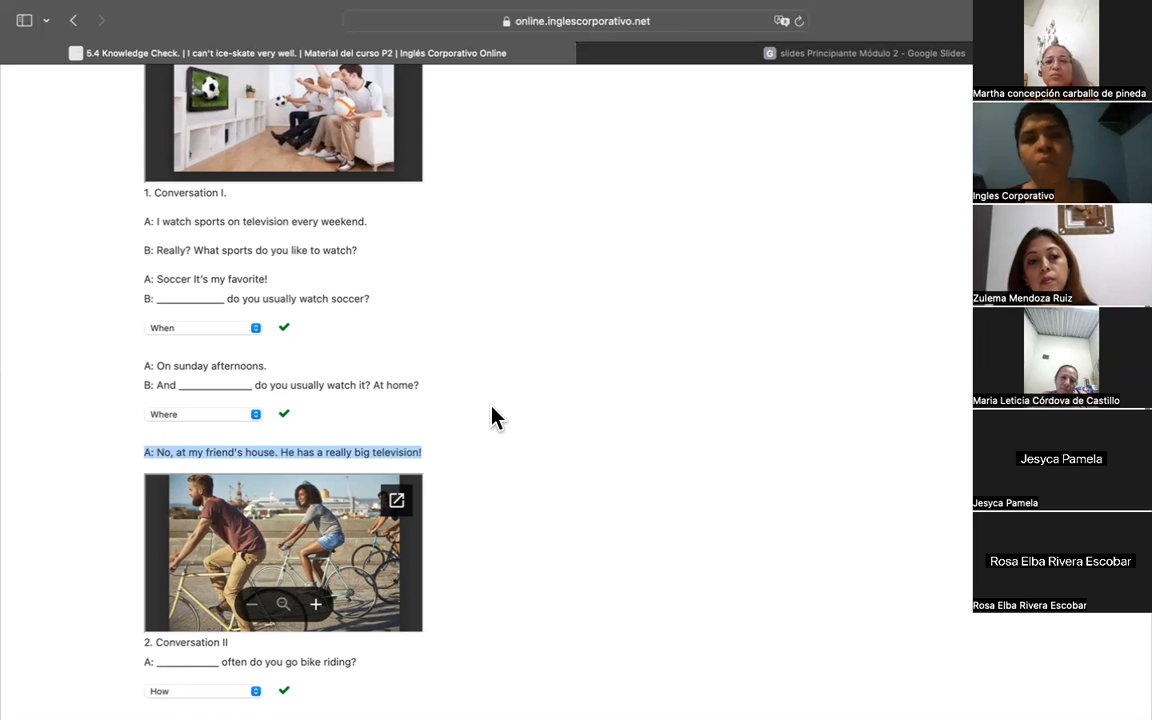 online.inglescorporativo.net
5.4 Knowledge Check. | I can't ice-skate very well. | Material del curso P2 | Inglés Corporativo Online
G slides Principiante Módulo 2 - Google Slides
1. Conversation I.
A: I watch sports on television every weekend.
B: Really? What sports do you like to watch?
A: Soccer It's my favorite!
B: ____________ do you usually watch soccer?
When
A: On sunday afternoons.
B: And _____________ do you usually watch it? At home?
Where
A: No, at my friend's house. He has a really big television!
2. Conversation II
A: ___________ often do you go bike riding?
How
Martha concepción carballo de pineda
Ingles Corporativo
Zulema Mendoza Ruiz
Maria Leticia Córdova de Castillo
Jesyca Pamela
Jesyca Pamela
Rosa Elba Rivera Escobar
Rosa Elba Rivera Escobar